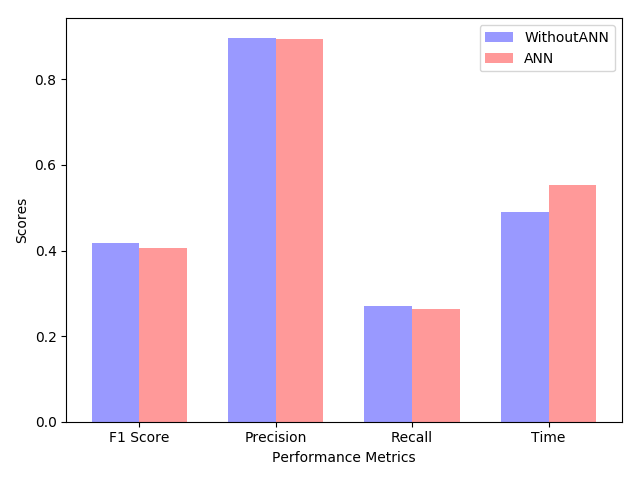 WithoutANN
ANN
Scores
0.8
0.6
0.4
0.2
0.0
F1 Score
Precision
Recall
Time
Performance Metrics